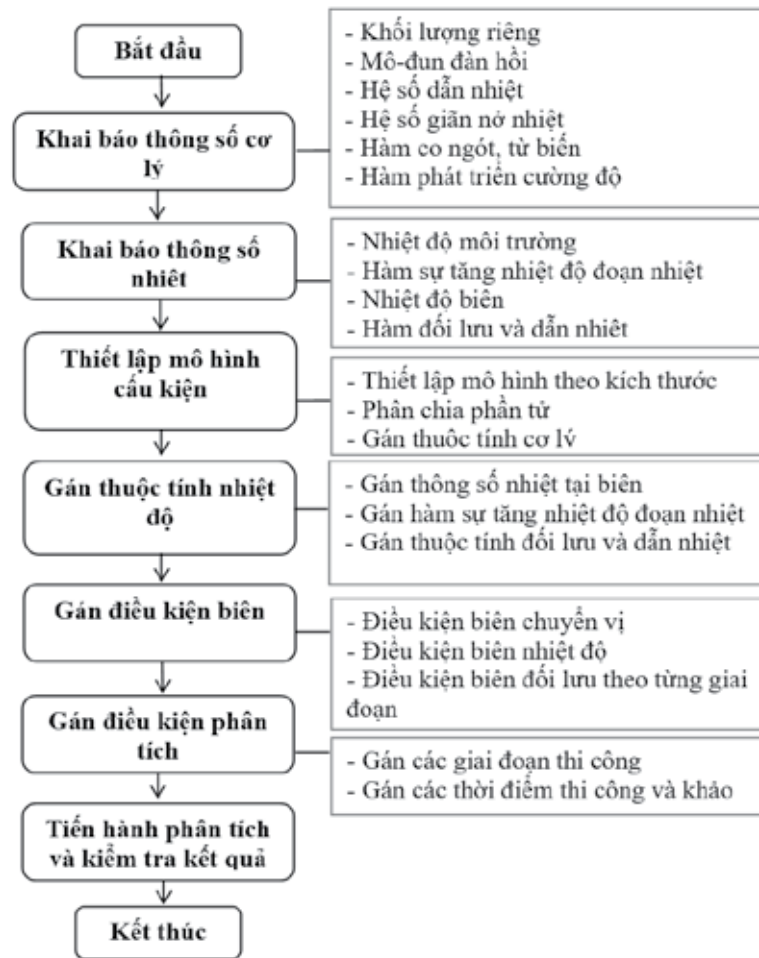 Bắt đầu
- Khối lượng riêng
- Mô-đun đàn hồi
- Hệ số dẫn nhiệt
- Hệ số giãn nở nhiệt
- Hàm co ngót, từ biến
- Hàm phát triển cường độ
Khai báo thông số cơ
lý
Khai báo thông số
nhiêt
- Nhiệt độ môi trường
- Hàm sự tăng nhiệt độ đoạn nhiệt
- Nhiệt độ biên
- Hàm đối lưu và dẫn nhiêt
Thiết lập mô hình
cấu kiện
- Thiết lập mô hình theo kích thước
- Phân chia phần tử
- Gán thuôc tính cơ lý
Gán thuộc tính nhiệt
độ
- Gán thông số nhiệt tại biên
- Gán hàm sự tăng nhiệt độ đoạn nhiệt
- Gán thuộc tính đối lưu và dẫn nhiệt
Gán điều kiện biên
- Điều kiện biên chuyển vị
- Điều kiện biên nhiệt độ
- Điều kiện biên đối lưu theo từng giai
đoạn
Gán điều kiện phân
tích
- Gán các giai đoạn thi công
- Gán các thời điểm thi công và khảo
Tiến hành phân tích
và kiểm tra kết quả
Kết thúc